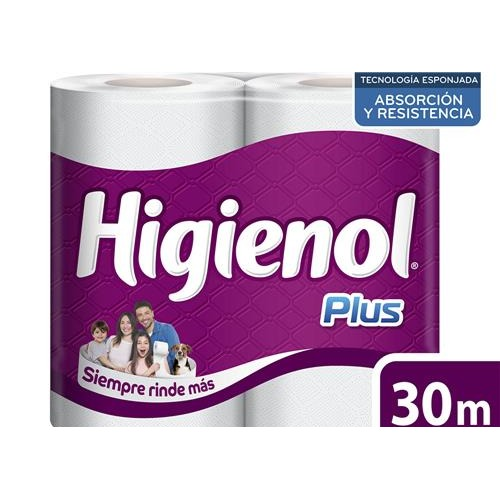 TECNOLOGÍA ESPONJADA
ABSORCIÓN
Y RESISTENCIA
Higienol®
Plus
Siempre rinde más
30m